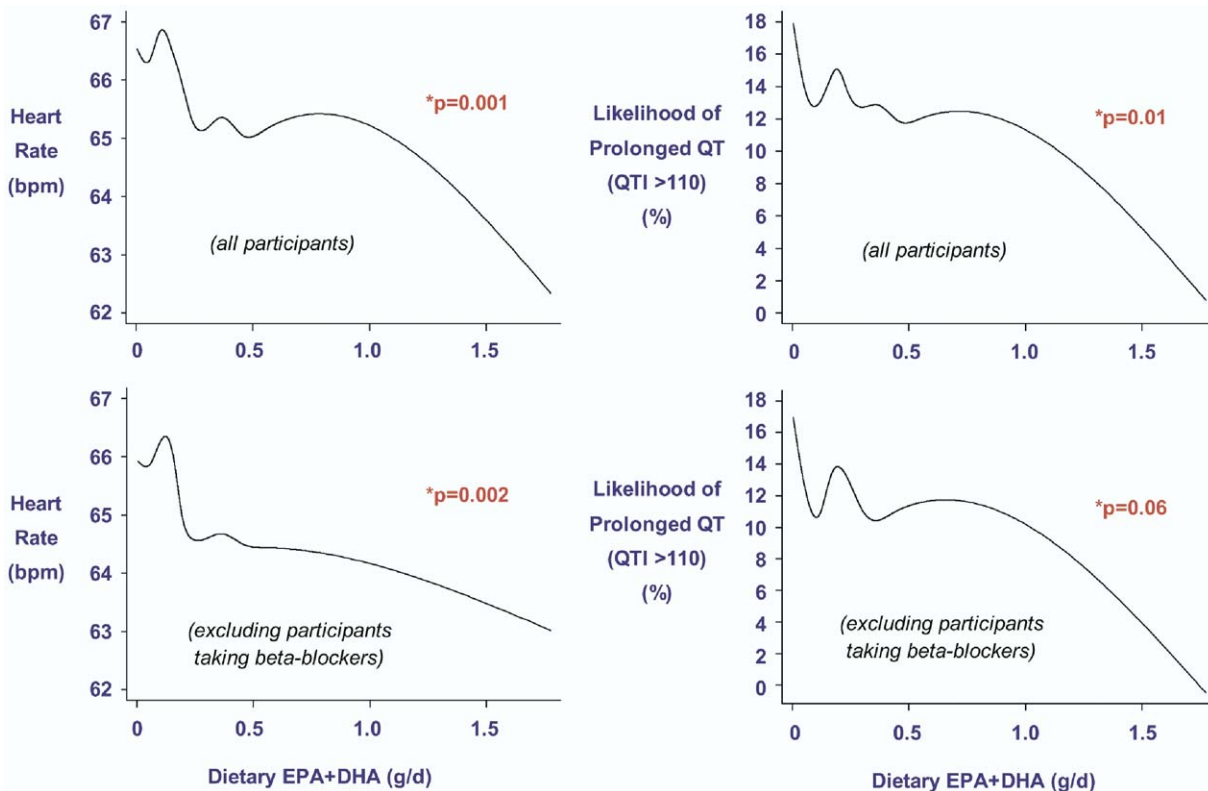 67
66
65
64
63
62
Heart
Rate
(bpm)
*p=0.001
(all participants)
0
0.5
1.0
1.5
18
16
14
12
10
8
6
4
2
0
Likelihood of
Prolonged QT
(QTI >110)
(%)
*p=0.01
(all participants)
0
0.5
1.0
1.5
67
66
65
64
63
62
Heart
Rate
(bpm)
*p=0.002
(excluding participants
taking beta-blockers)
0
0.5
1.0
1.5
Dietary EPA+DHA (g/d)
18
16
14
12
10
8
6
4
2
0
Likelihood of
Prolonged QT
(QTI >110)
(%)
*p=0.06
(excluding participants
taking beta-blockers)
0
0.5
1.0
1.5
Dietary EPA+DHA (g/d)